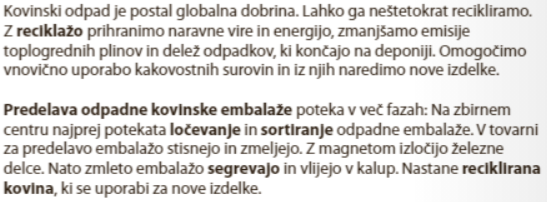 Kovinski odpad je postal globalna dobrina. Lahko ga neštetokrat recikliramo.
Z reciklažo prihranimo naravne vire in energijo, zmanjšamo emisije
toplogrednih plinov in delež odpadkov, ki končajo na deponiji. Omogočimo
vnovično uporabo kakovostnih surovin in iz njih naredimo nove izdelke.

Predelava odpadne kovinske embalaže poteka v več fazah: Na zbirnem
centru najprej potekata ločevanje in sortiranje odpadne embalaže. V tovarni
za predelavo embalažo stisnejo in zmeljejo. Z magnetom izločijo železne
delce. Nato zmleto embalažo segrevajo in vlijejo v kalup. Nastane reciklirana
kovina, ki se uporabi za nove izdelke.